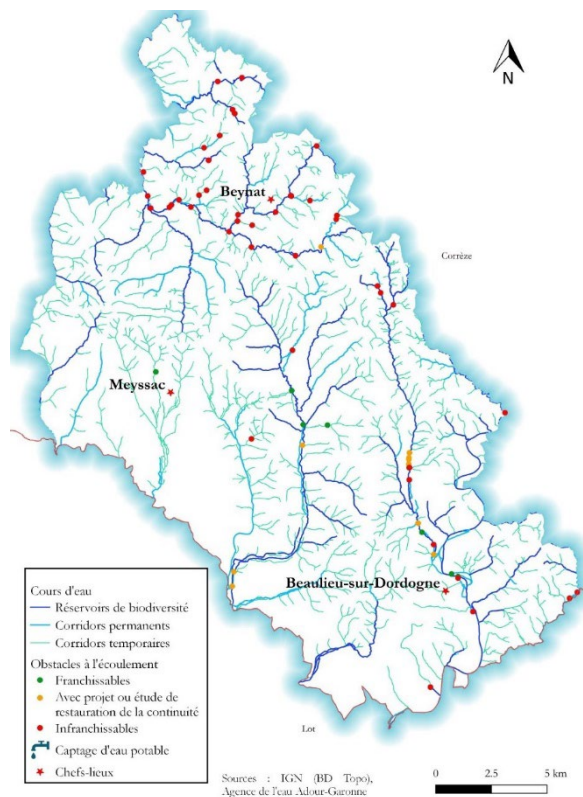 N
Beynat
Corrèze
Meyssac
Beaulieu-sur-Dordogne
Lot
Cours d'eau
Réservoirs de biodiversité
Corridors permanents
Corridors temporaires
Obstacles à l'écoulement
Franchissables
Avec projet ou étude de
restauration de la continuité
Infranchissables
Captage d'eau potable
Chefs-lieux
Sources : IGN (BD Topo),
Agence de l'eau Adour-Garonne
0 2.5 5 km